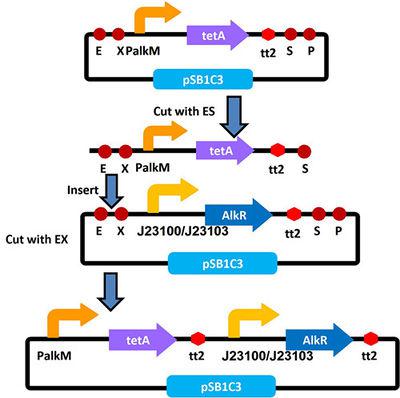 tetA
E X PalkM tt2 S P
pSB1C3
Cut with ES
tetA
E X PalkM tt2 S
Insert
AlkR
E X J23100/J23103 tt2 S P
Cut with EX
pSB1C3
tetA AlkR
PalkM tt2 J23100/J23103 tt2
pSB1C3